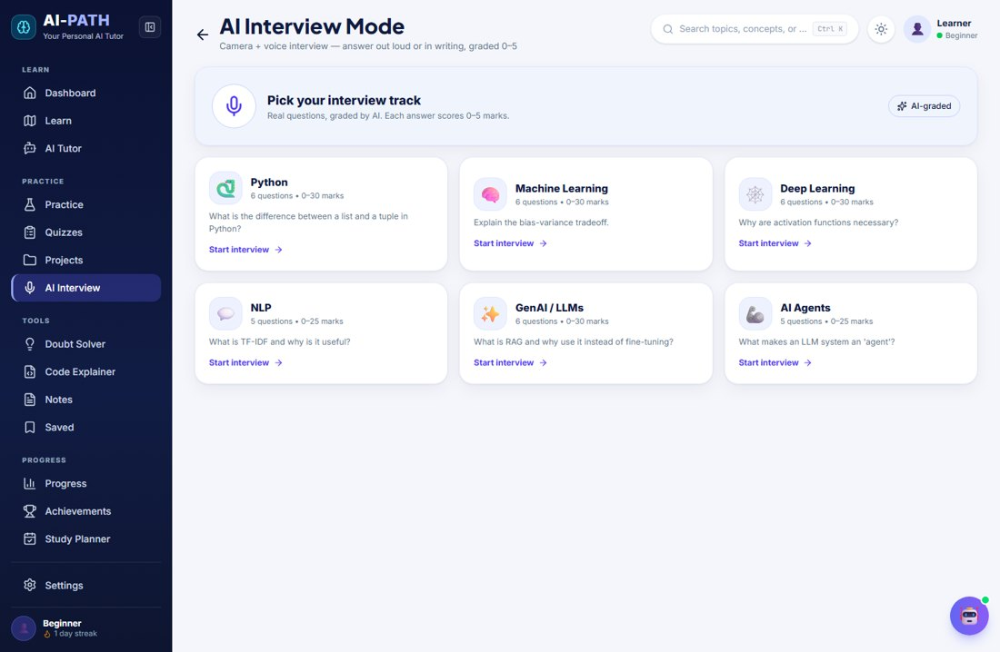 AI-PATH
Your Personal AI Tutor
LEARN
Dashboard
Learn
AI Tutor
PRACTICE
Practice
Quizzes
Projects
AI Interview
TOOLS
Doubt Solver
Code Explainer
Notes
Saved
PROGRESS
Progress
Achievements
Study Planner
Settings
Beginner
1 day streak
AI Interview Mode
Camera + voice interview — answer out loud or in writing, graded 0–5
Search topics, concepts, or ...
Ctrl K
Learner
Beginner
Pick your interview track
Real questions, graded by AI. Each answer scores 0–5 marks.
AI-graded
Python
6 questions • 0–30 marks
What is the difference between a list and a tuple in
Python?
Start interview
Machine Learning
6 questions • 0–30 marks
Explain the bias-variance tradeoff.
Start interview
Deep Learning
6 questions • 0–30 marks
Why are activation functions necessary?
Start interview
NLP
5 questions • 0–25 marks
What is TF-IDF and why is it useful?
Start interview
GenAI / LLMs
6 questions • 0–30 marks
What is RAG and why use it instead of fine-tuning?
Start interview
AI Agents
5 questions • 0–25 marks
What makes an LLM system an 'agent'?
Start interview